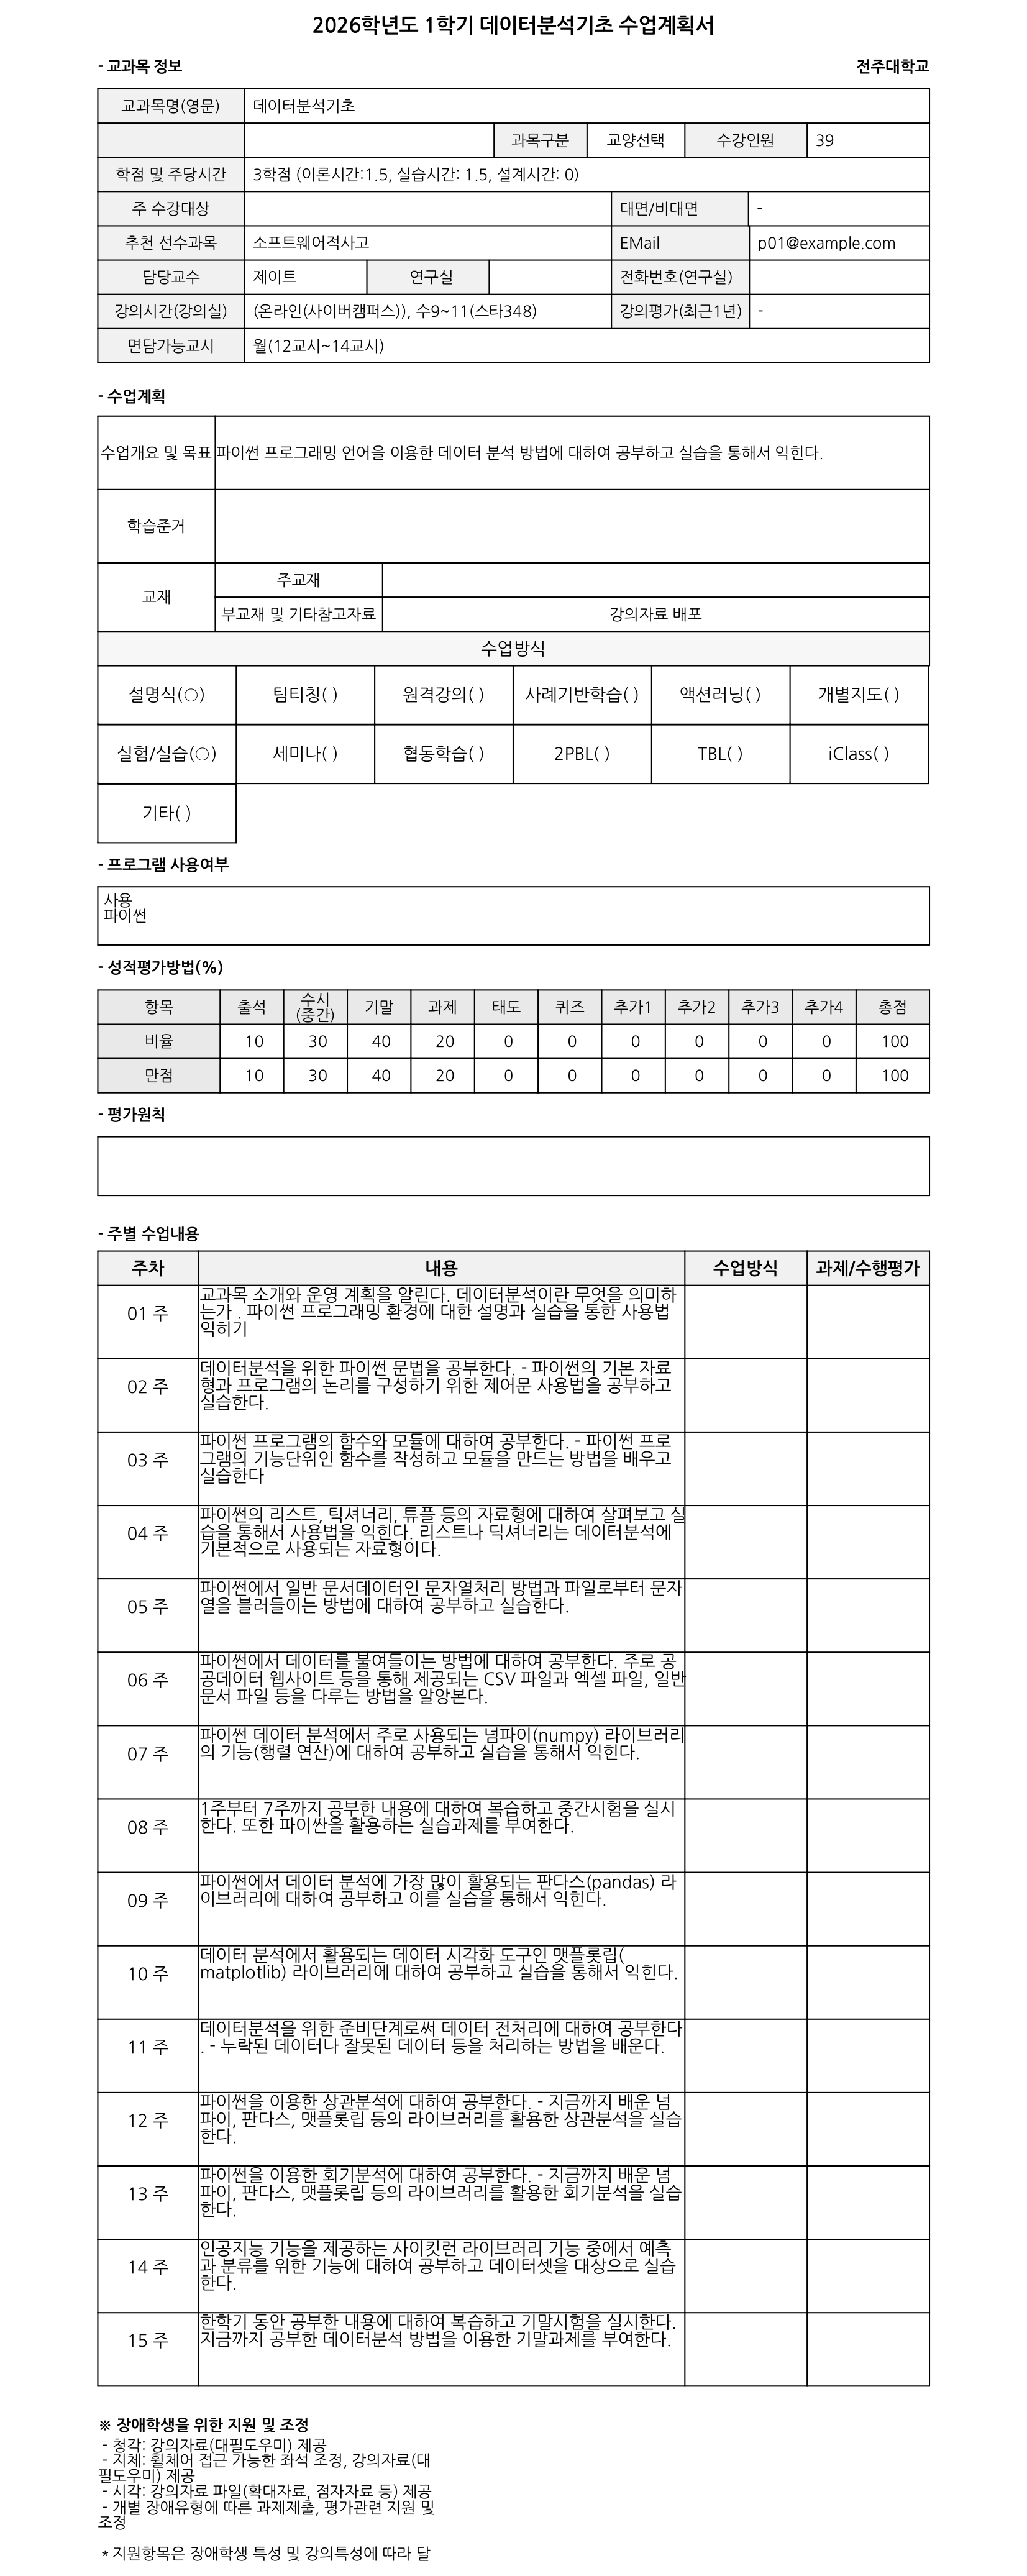 2026학년도 1학기 데이터분석기초 수업계획서
- 교과목 정보
전주대학교
교과목명(영문) 데이터분석기초
과목구분 교양선택 수강인원 39
학점 및 주당시간 3학점 (이론시간:1.5, 실습시간: 1.5, 설계시간: 0)
주 수강대상 대면/비대면 -
추천 선수과목 소프트웨어적사고 EMail p01@example.com
담당교수 제이트 연구실 전화번호(연구실)
강의시간(강의실) (온라인(사이버캠퍼스)), 수9~11(스타348) 강의평가(최근1년) -
면담가능교시 월(12교시~14교시)
- 수업계획
수업개요 및 목표 파이썬 프로그래밍 언어을 이용한 데이터 분석 방법에 대하여 공부하고 실습을 통해서 익힌다.
학습준거
교재
주교재
부교재 및 기타참고자료 강의자료 배포
수업방식
설명식(○) 팀티칭( ) 원격강의( ) 사례기반학습( ) 액션러닝( ) 개별지도( )
실험/실습(○) 세미나( ) 협동학습( ) 2PBL( ) TBL( ) iClass( )
기타( )
- 프로그램 사용여부
사용
파이썬
- 성적평가방법(%)
항목 출석 수시(중간) 기말 과제 태도 퀴즈 추가1 추가2 추가3 추가4 총점
비율 10 30 40 20 0 0 0 0 0 0 100
만점 10 30 40 20 0 0 0 0 0 0 100
- 평가원칙
- 주별 수업내용
주차 내용 수업방식 과제/수행평가
01 주
교과목 소개와 운영 계획을 알린다. 데이터분석이란 무엇을 의미하
는가 . 파이썬 프로그래밍 환경에 대한 설명과 실습을 통한 사용법
익히기
02 주
데이터분석을 위한 파이썬 문법을 공부한다. - 파이썬의 기본 자료
형과 프로그램의 논리를 구성하기 위한 제어문 사용법을 공부하고
실습한다.
03 주
파이썬 프로그램의 함수와 모듈에 대하여 공부한다. - 파이썬 프로
그램의 기능단위인 함수를 작성하고 모듈을 만드는 방법을 배우고
실습한다
04 주
파이썬의 리스트, 틱셔너리, 튜플 등의 자료형에 대하여 살펴보고 실
습을 통해서 사용법을 익힌다. 리스트나 딕셔너리는 데이터분석에
기본적으로 사용되는 자료형이다.
05 주
파이썬에서 일반 문서데이터인 문자열처리 방법과 파일로부터 문자
열을 블러들이는 방법에 대하여 공부하고 실습한다.
06 주
파이썬에서 데이터를 불여들이는 방법에 대하여 공부한다. 주로 공
공데이터 웹사이트 등을 통해 제공되는 CSV 파일과 엑셀 파일, 일반
문서 파일 등을 다루는 방법을 알앙본다.
07 주
파이썬 데이터 분석에서 주로 사용되는 넘파이(numpy) 라이브러리
의 기능(행렬 연산)에 대하여 공부하고 실습을 통해서 익힌다.
08 주
1주부터 7주까지 공부한 내용에 대하여 복습하고 중간시험을 실시
한다. 또한 파이싼을 활용하는 실습과제를 부여한다.
09 주
파이썬에서 데이터 분석에 가장 많이 활용되는 판다스(pandas) 라
이브러리에 대하여 공부하고 이를 실습을 통해서 익힌다.
10 주
데이터 분석에서 활용되는 데이터 시각화 도구인 맷플롯립(
matplotlib) 라이브러리에 대하여 공부하고 실습을 통해서 익힌다.
11 주
데이터분석을 위한 준비단계로써 데이터 전처리에 대하여 공부한다
. - 누락된 데이터나 잘못된 데이터 등을 처리하는 방법을 배운다.
12 주
파이썬을 이용한 상관분석에 대하여 공부한다. - 지금까지 배운 넘
파이, 판다스, 맷플롯립 등의 라이브러리를 활용한 상관분석을 실습
한다.
13 주
파이썬을 이용한 회기분석에 대하여 공부한다. - 지금까지 배운 넘
파이, 판다스, 맷플롯립 등의 라이브러리를 활용한 회기분석을 실습
한다.
14 주
인공지능 기능을 제공하는 사이킷런 라이브러리 기능 중에서 예측
과 분류를 위한 기능에 대하여 공부하고 데이터셋을 대상으로 실습
한다.
15 주
한학기 동안 공부한 내용에 대하여 복습하고 기말시험을 실시한다.
지금까지 공부한 데이터분석 방법을 이용한 기말과제를 부여한다.
※ 장애학생을 위한 지원 및 조정
- 청각: 강의자료(대필도우미) 제공
- 지체: 휠체어 접근 가능한 좌석 조정, 강의자료(대
필도우미) 제공
- 시각: 강의자료 파일(확대자료, 점자자료 등) 제공
- 개별 장애유형에 따른 과제제출, 평가관련 지원 및
조정
* 지원항목은 장애학생 특성 및 강의특성에 따라 달